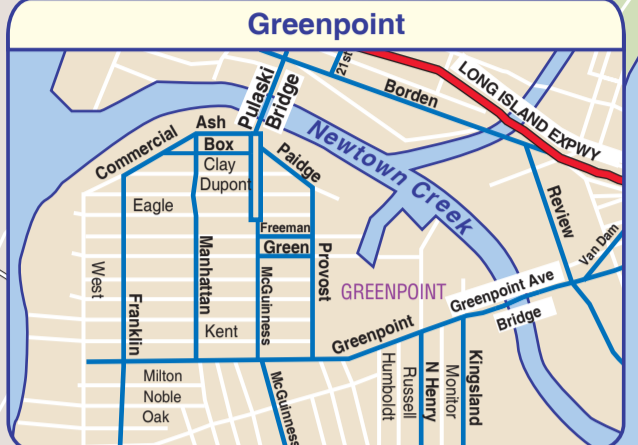 Greenpoint
21st
Borden
LONG ISLAND EXPWY
Pulaski
Bridge
Ash
Commercial
Box
Clay
Dupont
Paidge
Newtown Creek
Eagle
Review
Van Dam
Freeman
Green
West
Franklin
Manhattan
McGuinness
Provost
GREENPOINT
Greenpoint Ave
Bridge
Kent
Greenpoint
Milton
Noble
Oak
McGuinness
Humboldt
Russell
N Henry
Monitor
Kingsland